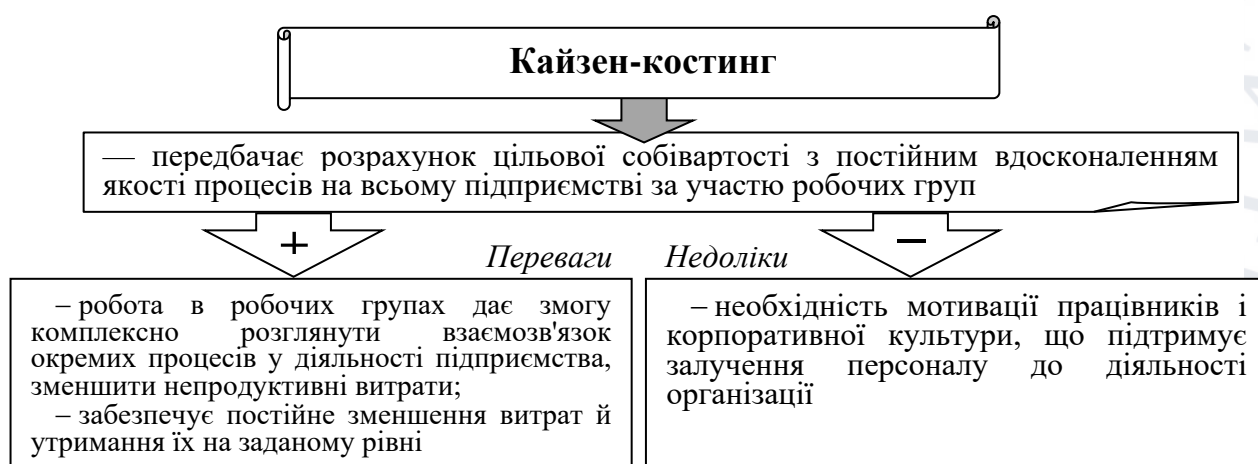 Кайзен-костинг
— передбачає розрахунок цільової собівартості з постійним вдосконаленням
якості процесів на всьому підприємстві за участю робочих груп
+
–
Переваги
Недоліки
– робота в робочих групах дає змогу
комплексно розглянути взаємозв'язок
окремих процесів у діяльності підприємства,
зменшити непродуктивні витрати;
– забезпечує постійне зменшення витрат й
утримання їх на заданому рівні
– необхідність мотивації працівників і
корпоративної культури, що підтримує
залучення персоналу до діяльності
організації